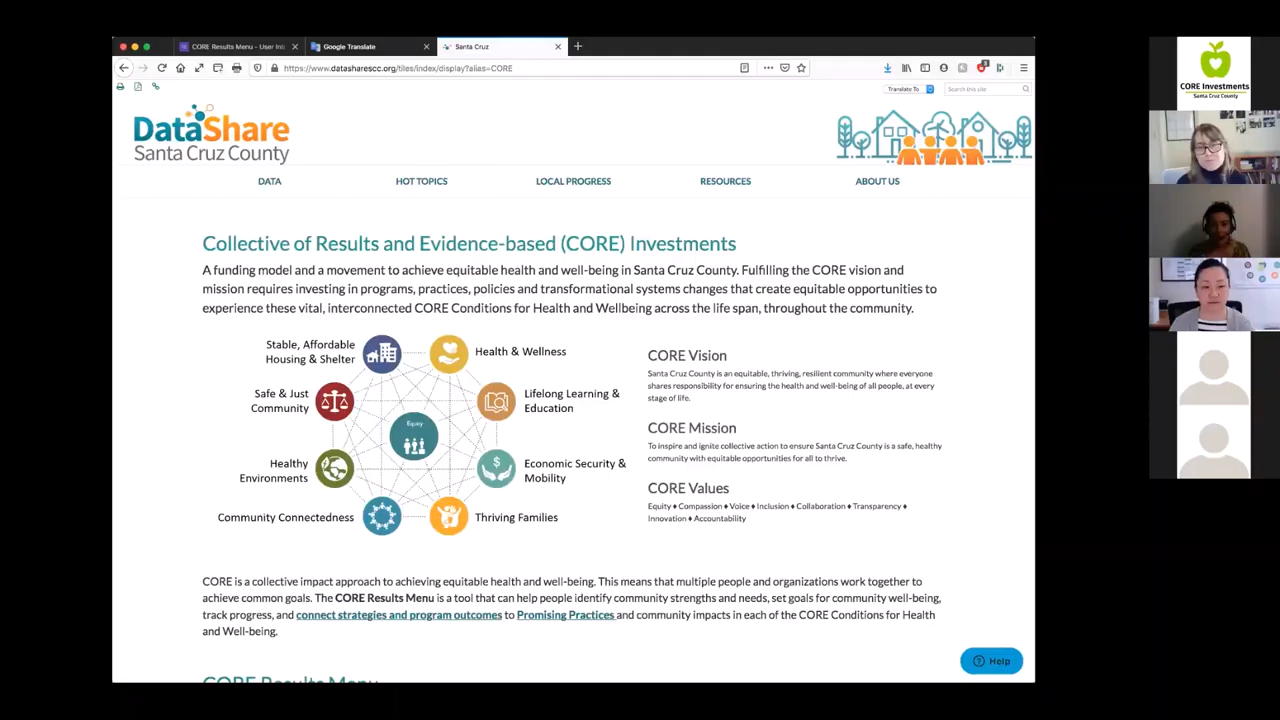 CORE Results Menu - User Int
Google Translate
Santa Cruz
https://www.datasharescc.org/tiles/index/display?alias=CORE
Translate To
Search this site
DataShare
Santa Cruz County
DATA
HOT TOPICS
LOCAL PROGRESS
RESOURCES
ABOUT US
Collective of Results and Evidence-based (CORE) Investments
A funding model and a movement to achieve equitable health and well-being in Santa Cruz County. Fulfilling the CORE vision and
mission requires investing in programs, practices, policies and transformational systems changes that create equitable opportunities to
experience these vital, interconnected CORE Conditions for Health and Wellbeing across the life span, throughout the community.
Stable, Affordable
Housing & Shelter
Health & Wellness
Safe & Just
Community
Lifelong Learning &
Education
Equity
Healthy
Environments
Economic Security &
Mobility
Community Connectedness
Thriving Families
CORE Vision
Santa Cruz County is an equitable, thriving, resilient community where everyone
shares responsibility for ensuring the health and well-being of all people, at every
stage of life.
CORE Mission
To inspire and ignite collective action to ensure Santa Cruz County is a safe, healthy
community with equitable opportunities for all to thrive.
CORE Values
Equity ♦ Compassion ♦ Voice ♦ Inclusion ♦ Collaboration ♦ Transparency ♦
Innovation ♦ Accountability
CORE is a collective impact approach to achieving equitable health and well-being. This means that multiple people and organizations work together to
achieve common goals. The CORE Results Menu is a tool that can help people identify community strengths and needs, set goals for community well-being,
track progress, and connect strategies and program outcomes to Promising Practices and community impacts in each of the CORE Conditions for Health
and Well-being.
CORE Results Menu
Help
CORE Investments
Santa Cruz County